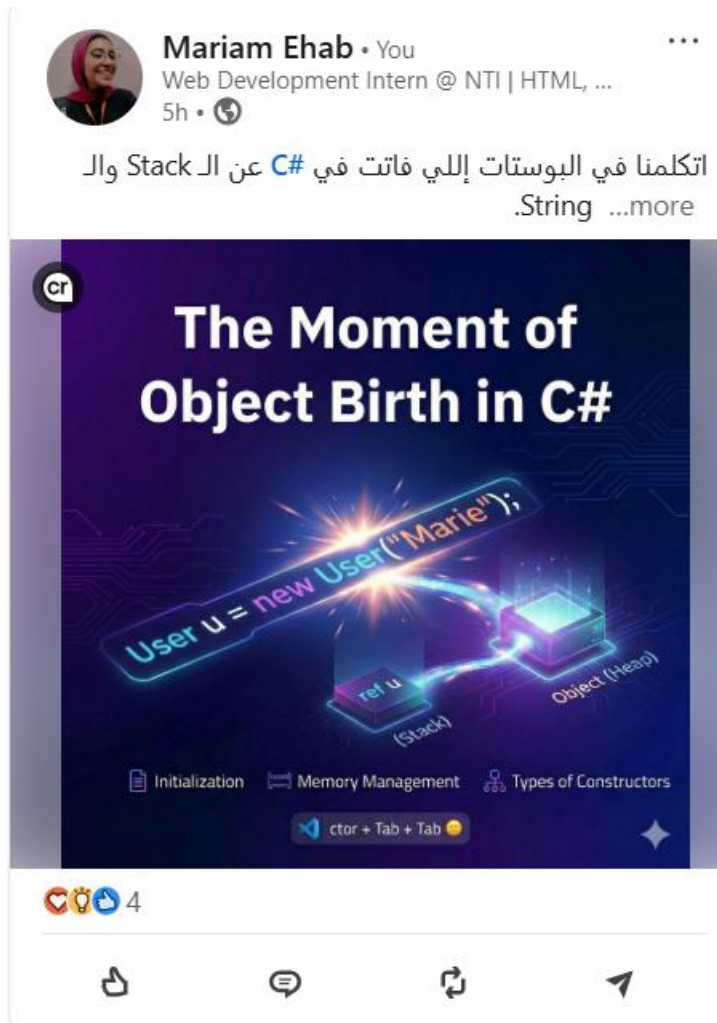 Mariam Ehab • You
Web Development Intern @ NTI | HTML, ...
5h •
اتكلمنا في البوستات إللي فاتت في #C عن الـ Stack والـ
String. ...more
cr
The Moment of
Object Birth in C#
User u = new User("Marie");
ref u
(Stack)
Object (Heap)
Initialization
Memory Management
Types of Constructors
ctor + Tab + Tab
4